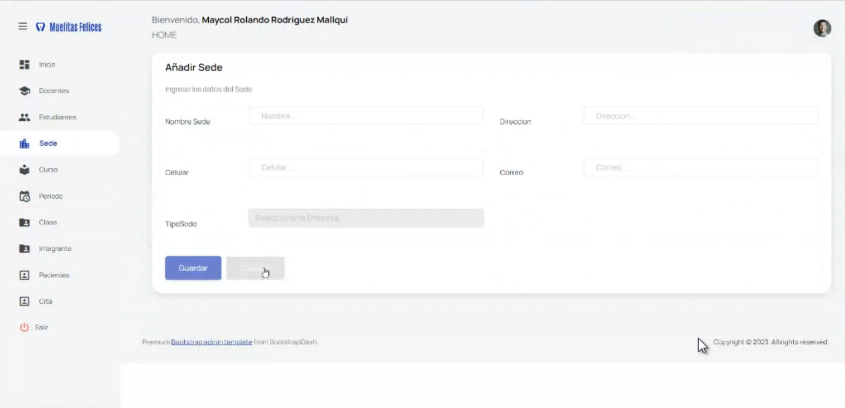 Muelitas Felices
Bienvenido, Maycol Rolando Rodriguez Mallqui
HOME
Inicio
Docentes
Estudiantes
Sede
Curso
Periodo
Clase
Integrante
Pacientes
Cita
Salir
Añadir Sede
Ingrese los datos del Sede
Nombre Sede
Nombre...
Direccion
Direccion...
Celular
Celular...
Correo
Correo...
TipoSede
Seleccionar la Empresa
Guardar
Premium Bootstrap admin template from BootstrapDash.
Copyright © 2023. All rights reserved.